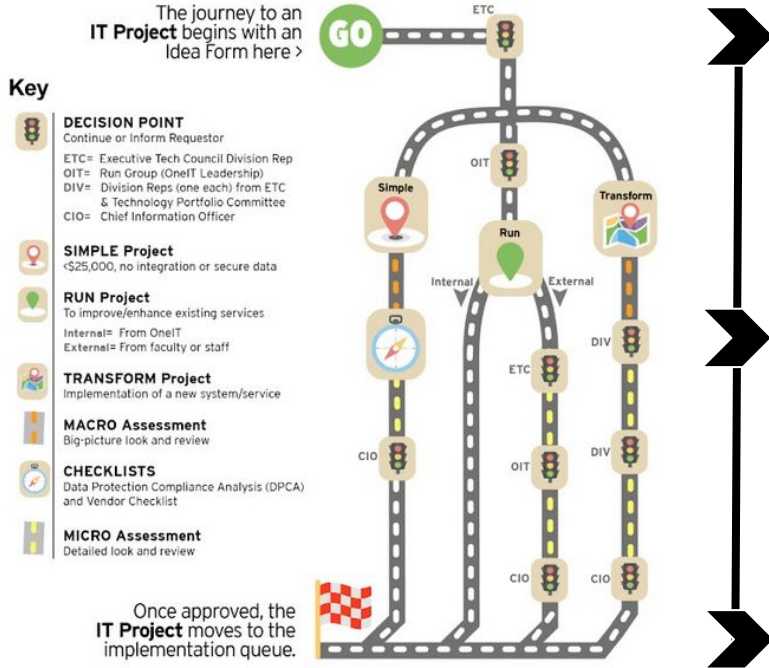 The journey to an
IT Project begins with an
Idea Form here >
GO
ETC
Key
DECISION POINT
Continue or Inform Requestor
ETC= Executive Tech Council Division Rep
OIT= Run Group (OneIT Leadership)
DIV= Division Reps (one each) from ETC
& Technology Portfolio Committee
CIO= Chief Information Officer
SIMPLE Project
<$25,000, no integration or secure data
RUN Project
To improve/enhance existing services
Internal= From OneIT
External= From faculty or staff
TRANSFORM Project
Implementation of a new system/service
MACRO Assessment
Big-picture look and review
CHECKLISTS
Data Protection Compliance Analysis (DPCA)
and Vendor Checklist
MICRO Assessment
Detailed look and review
OIT
Simple
Run
Transform
Internal
External
DIV
ETC
CIO
OIT
DIV
CIO
CIO
Once approved, the
IT Project moves to the
implementation queue.